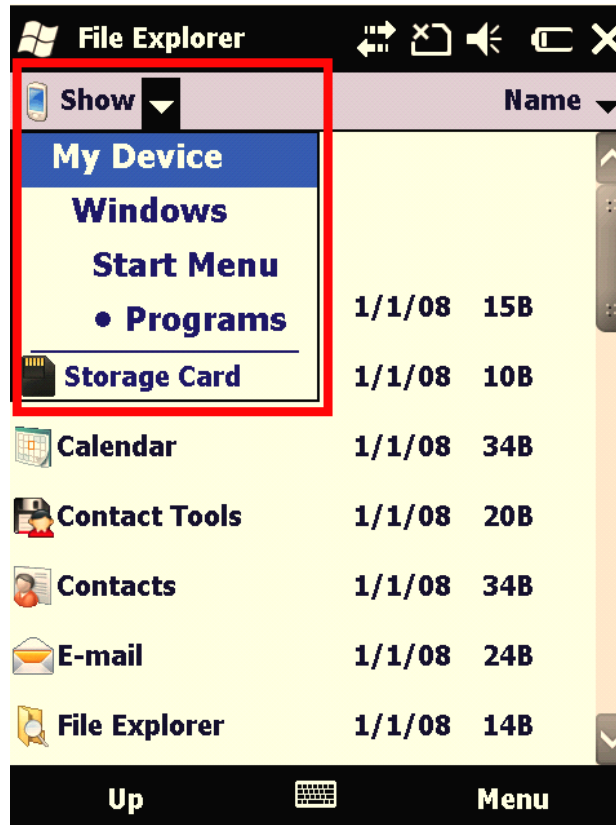 File Explorer
Show Name
My Device
Windows
Start Menu
• Programs 1/1/08 15B
Storage Card 1/1/08 10B
Calendar 1/1/08 34B
Contact Tools 1/1/08 20B
Contacts 1/1/08 34B
E-mail 1/1/08 24B
File Explorer 1/1/08 14B
Up Menu